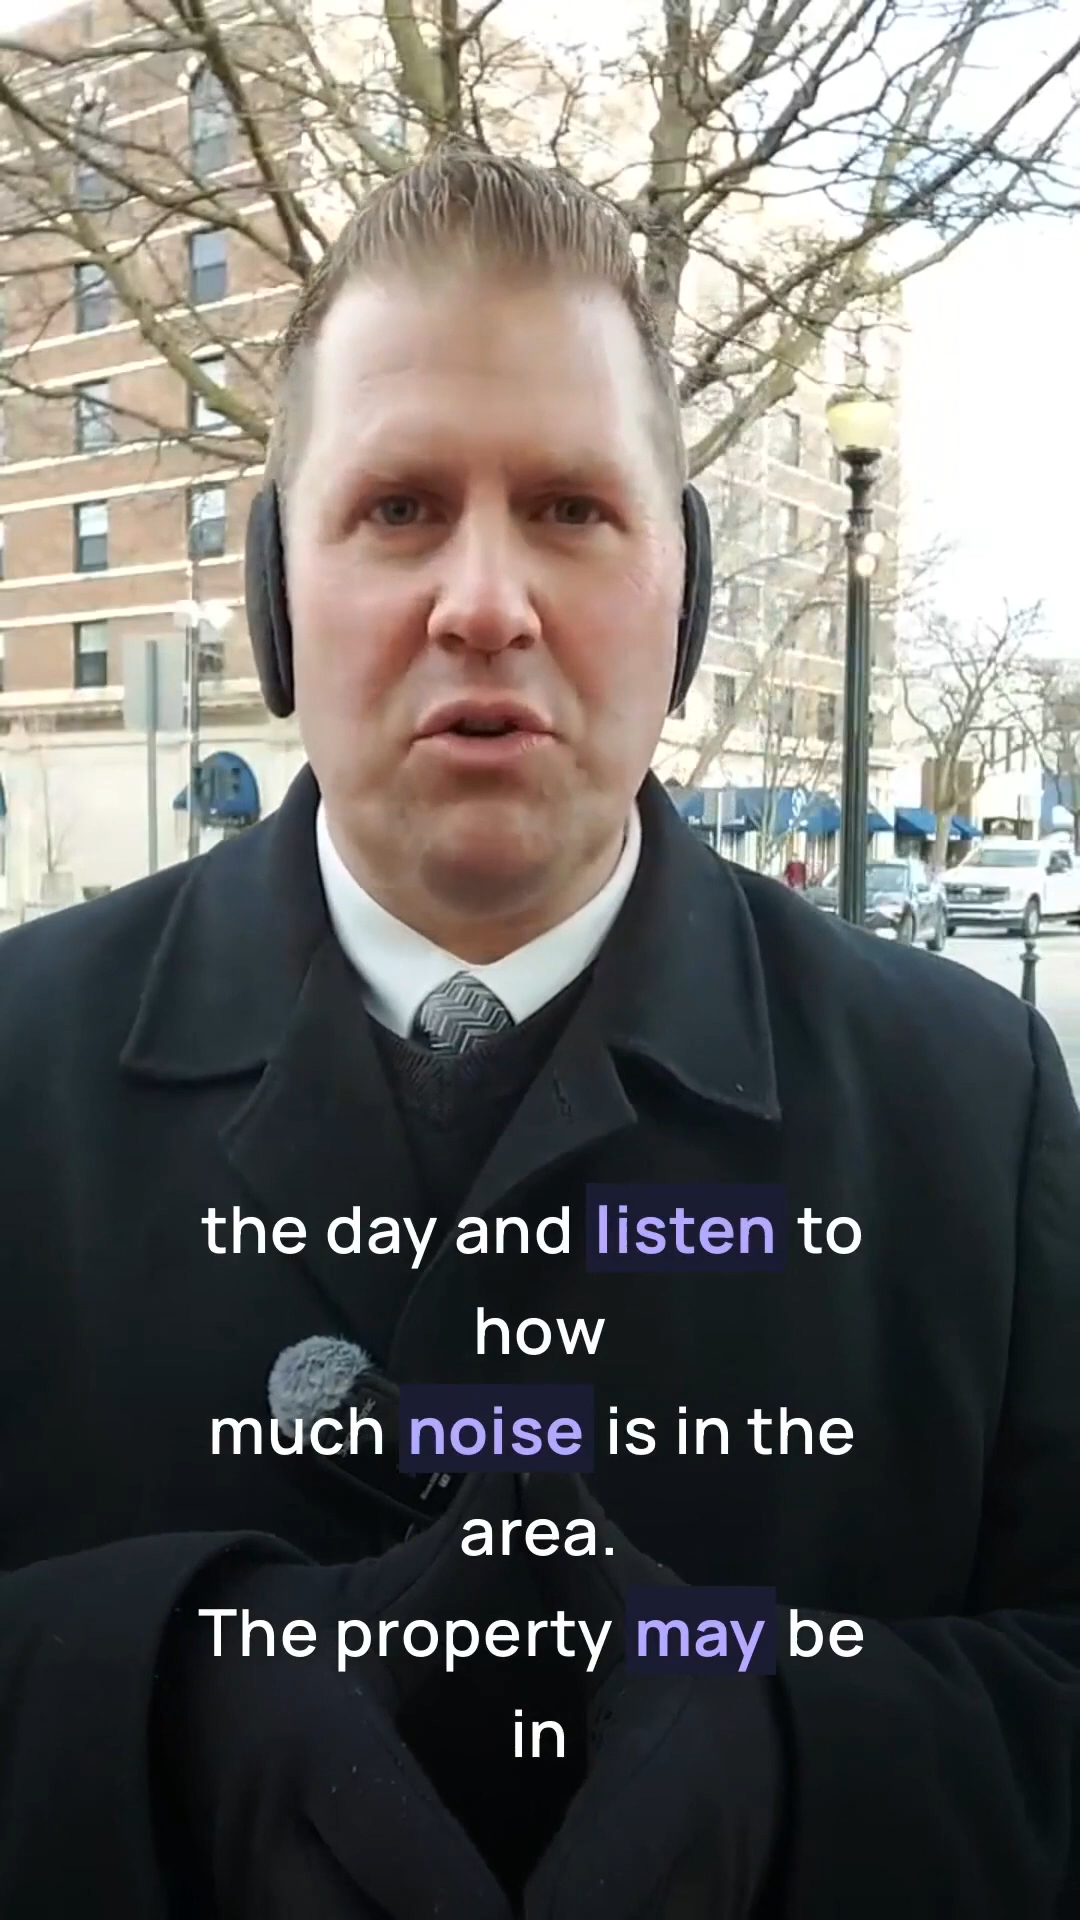 the day and listen to
how
much noise is in the
area.
The property may be
in